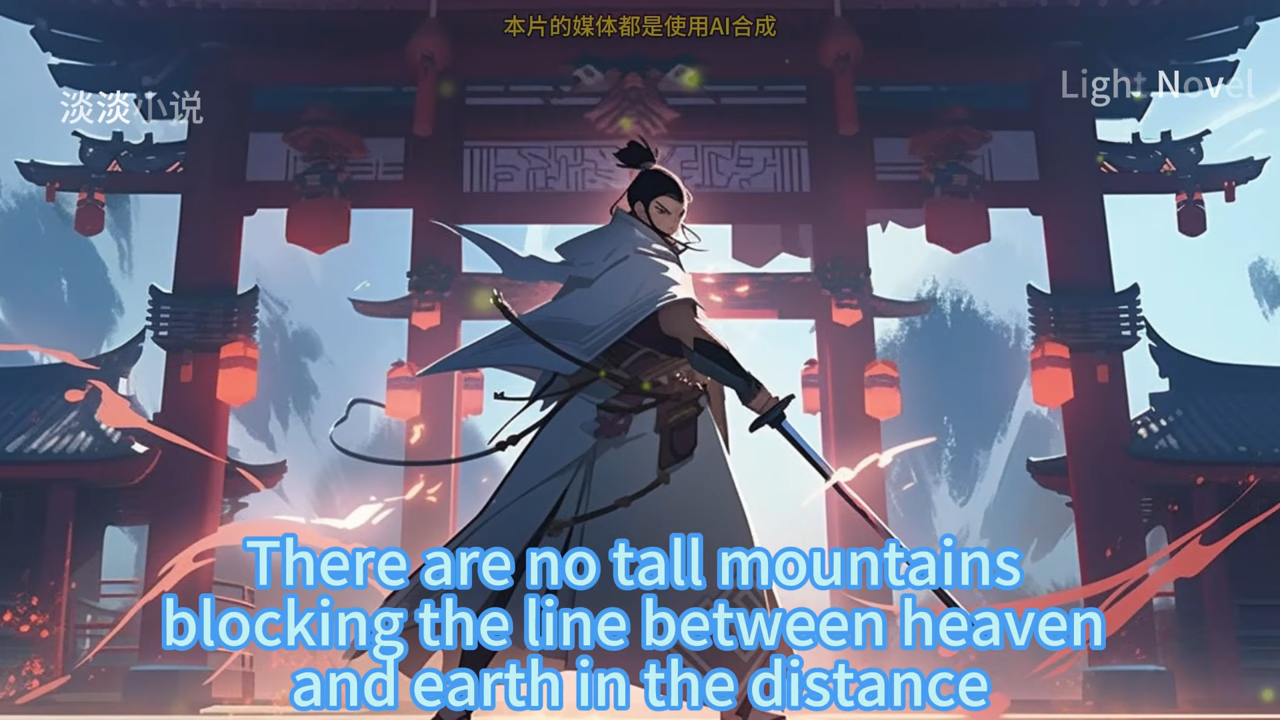 本片的媒体都是使用AI合成
淡淡小说
Light Novel
There are no tall mountains
blocking the line between heaven
and earth in the distance